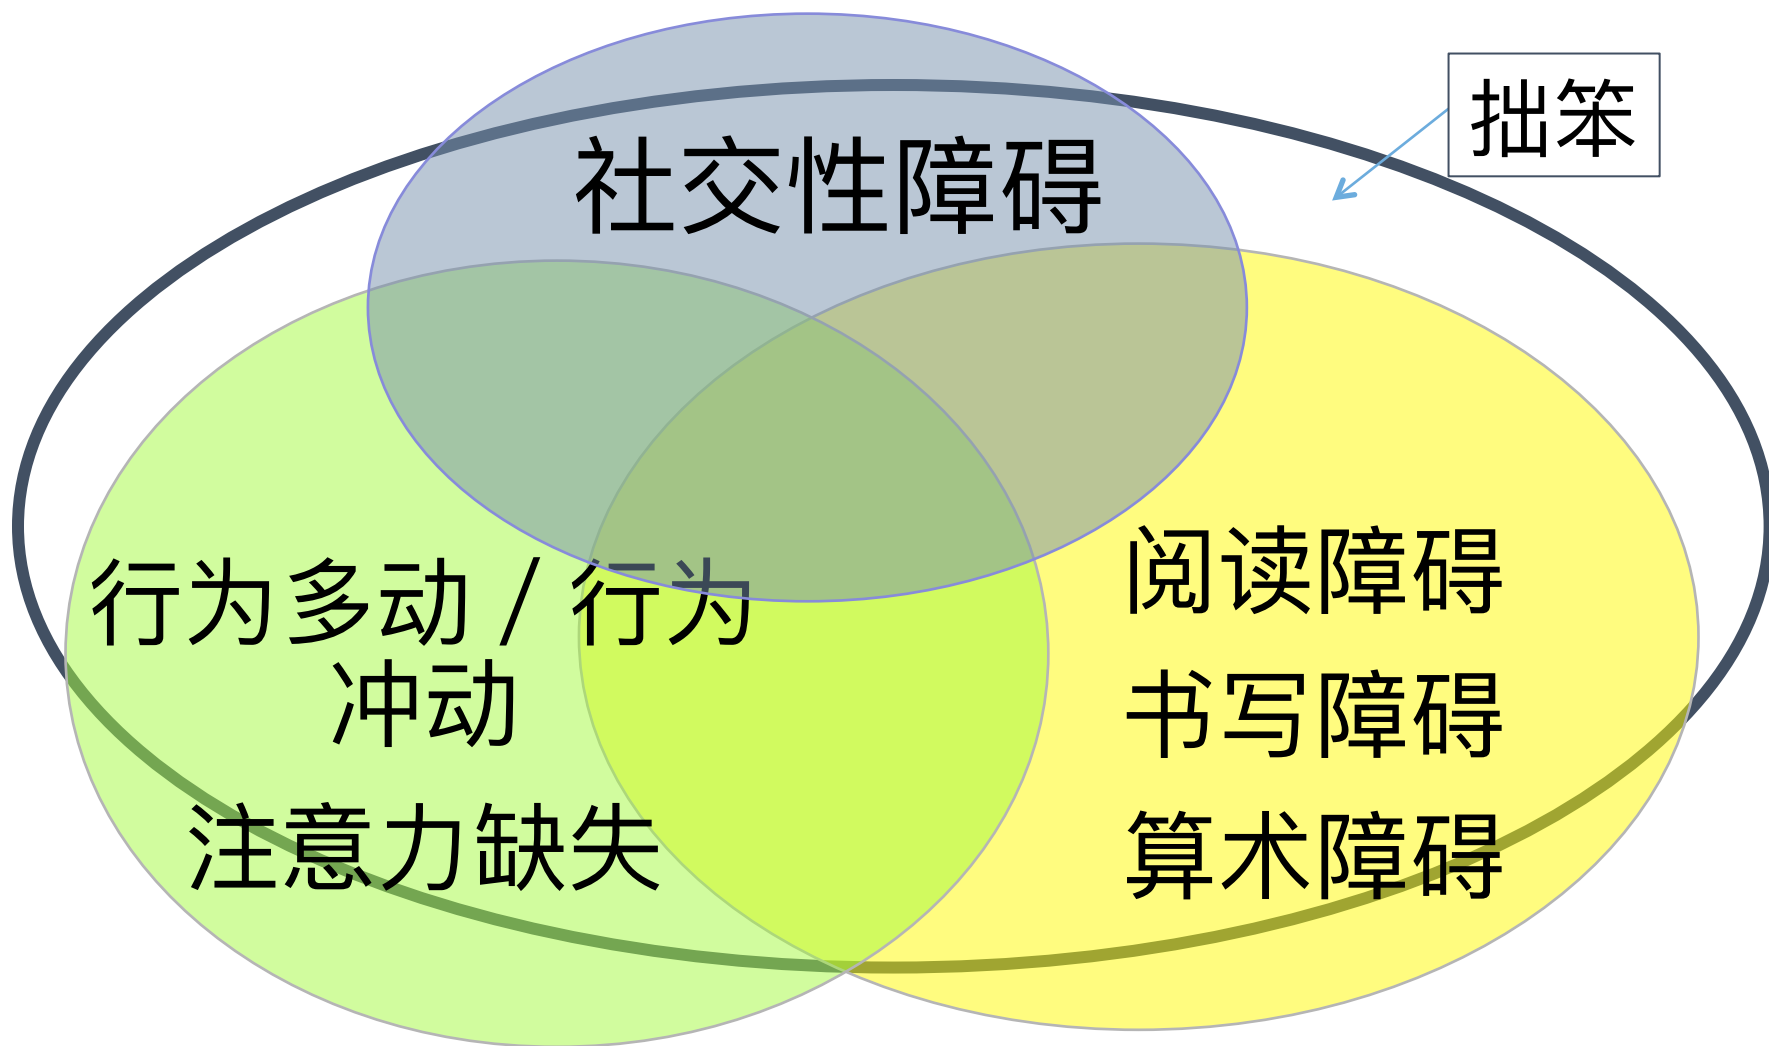 拙笨
社交性障碍
行为多动 / 行为
冲动
注意力缺失
阅读障碍
书写障碍
算术障碍